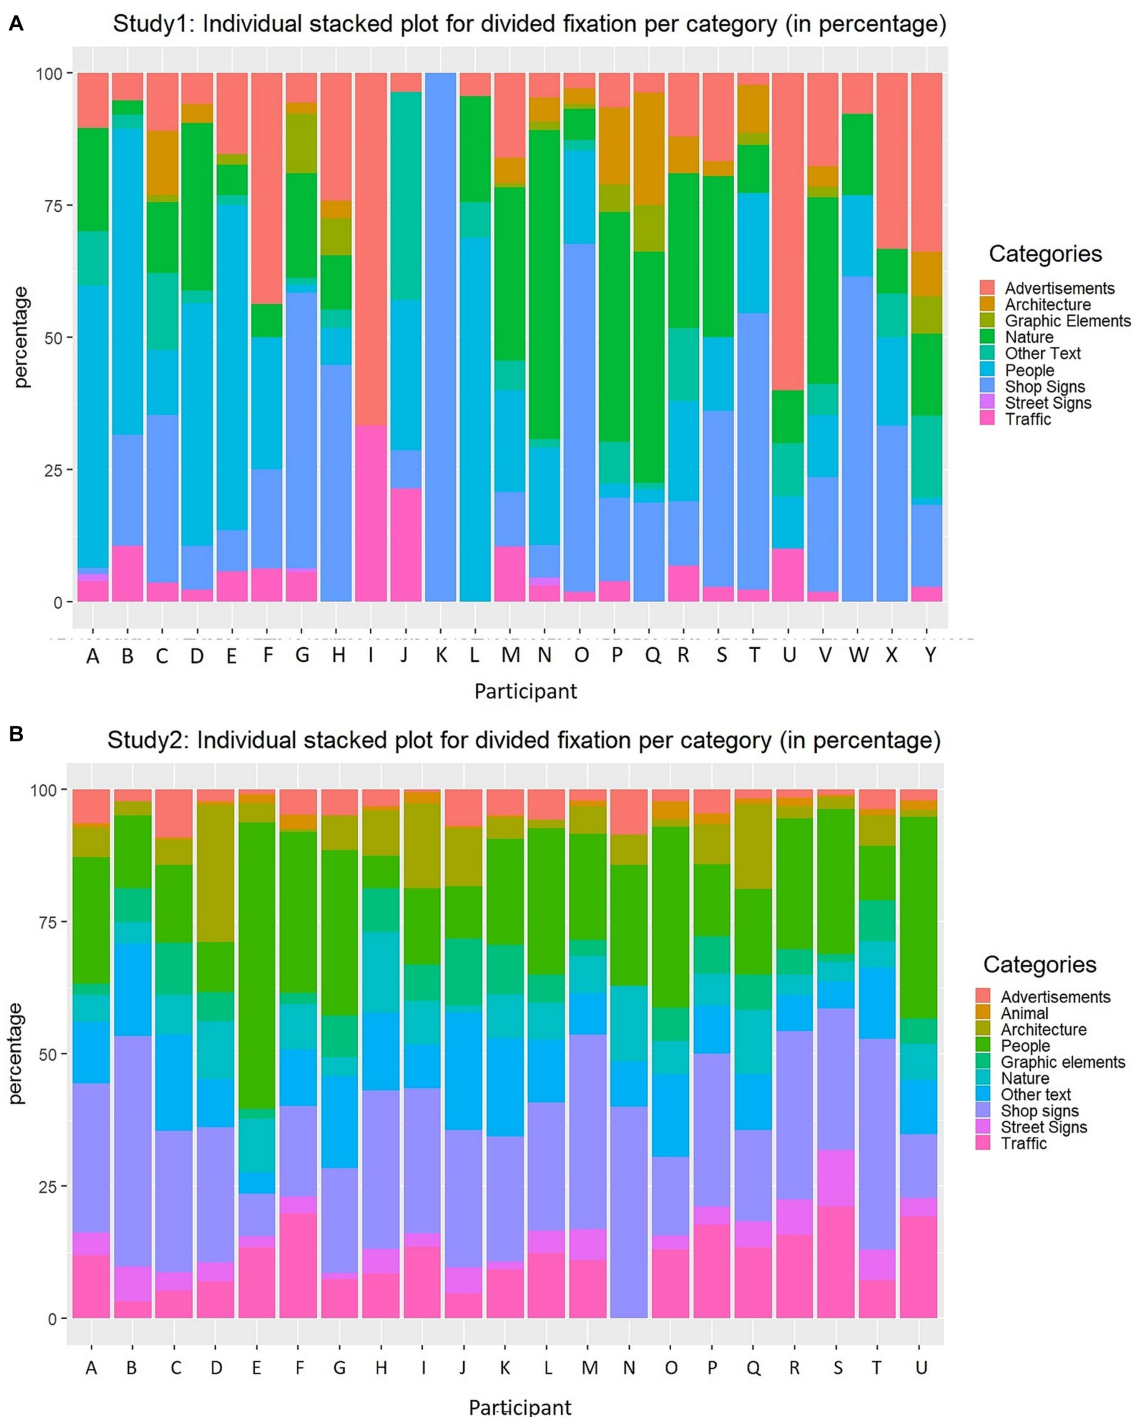 A
Study1: Individual stacked plot for divided fixation per category (in percentage)
100
75
50
25
0
percentage
A B C D E F G H I J K L M N O P Q R S T U V W X Y
Participant
Categories
Advertisements
Architecture
Graphic Elements
Nature
Other Text
People
Shop Signs
Street Signs
Traffic
B
Study2: Individual stacked plot for divided fixation per category (in percentage)
100
75
50
25
0
percentage
A B C D E F G H I J K L M N O P Q R S T U
Participant
Categories
Advertisements
Animal
Architecture
People
Graphic elements
Nature
Other text
Shop signs
Street Signs
Traffic